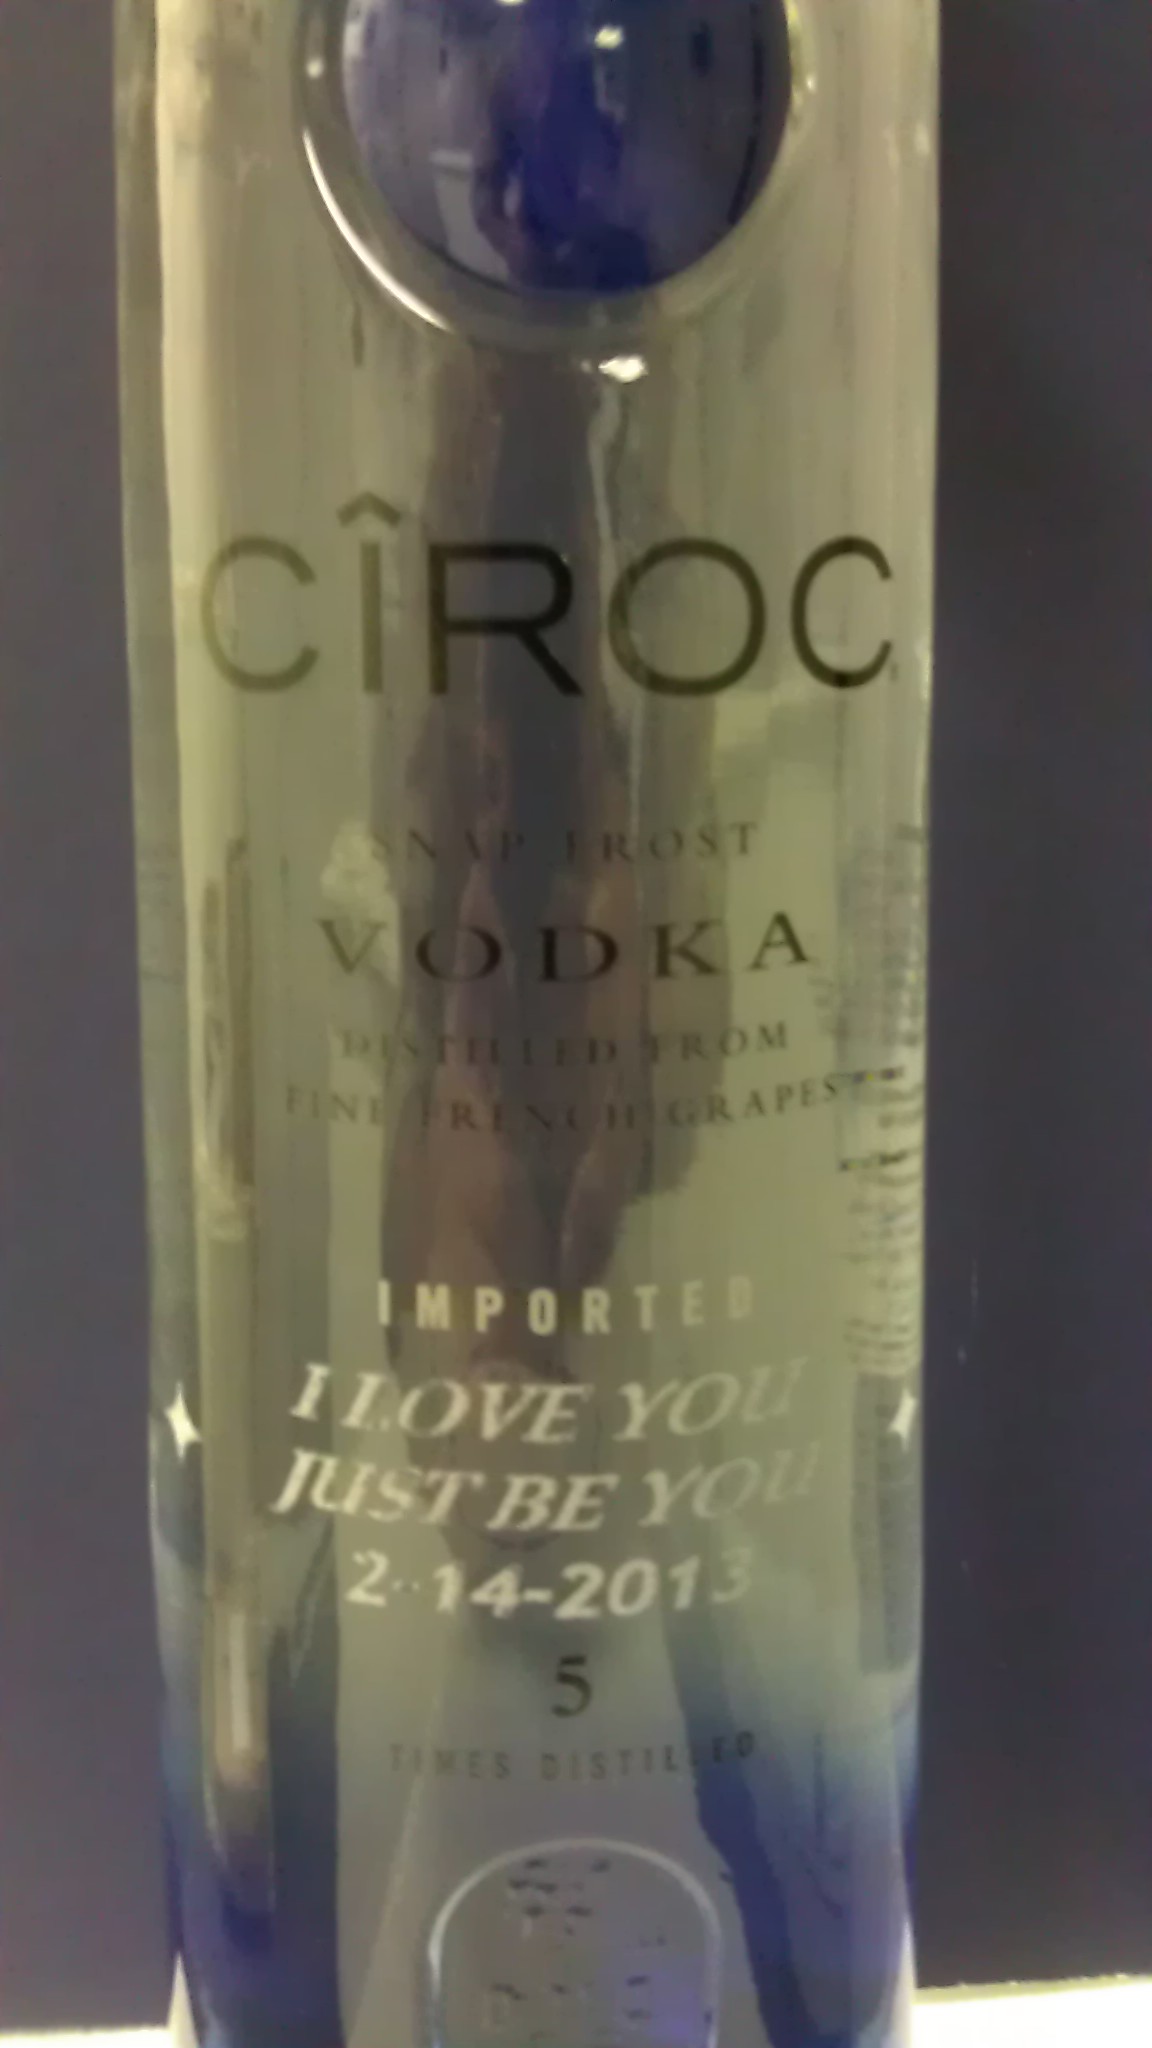 CÎROC
SNAP FROST
VODKA
DISTILLED FROM
FINE FRENCH GRAPES
IMPORTED
I LOVE YOU
JUST BE YOU
2-14-2013
5
TIMES DISTILLED